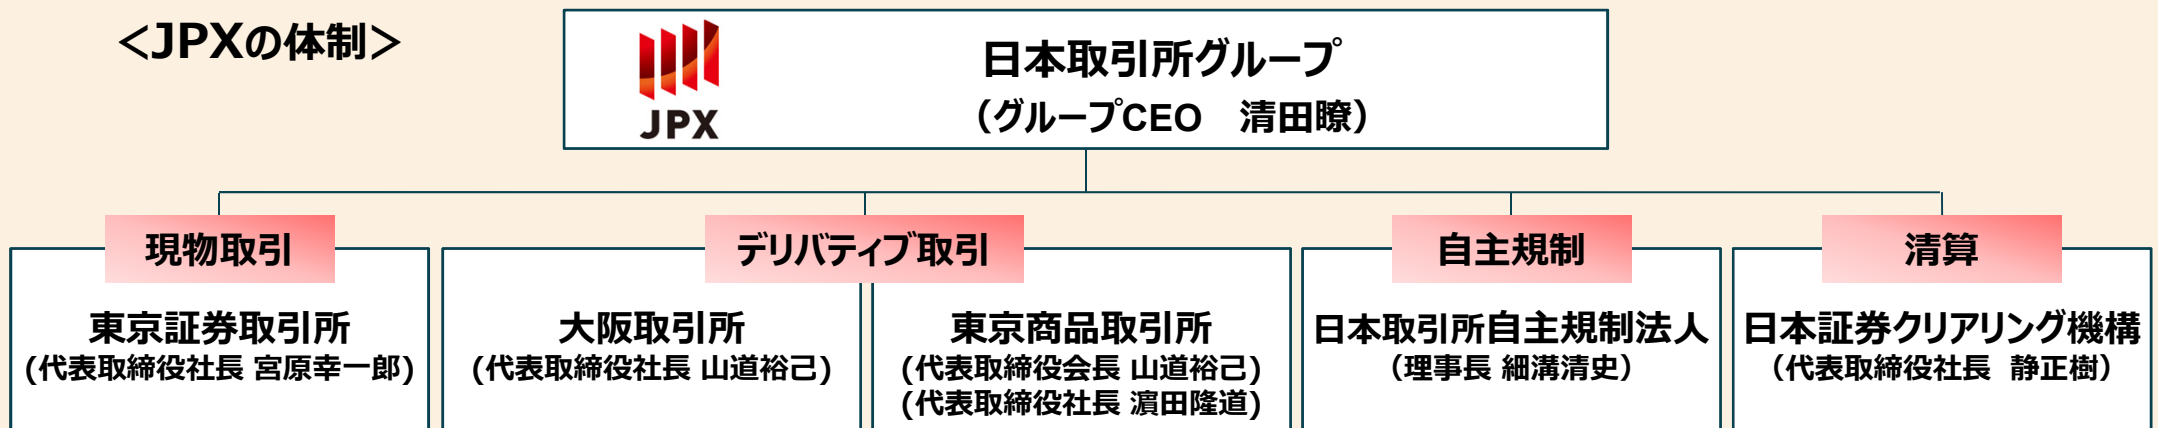 ＜JPXの体制＞
JPX
日本取引所グループ
（グループCEO　清田瞭）
現物取引
東京証券取引所
(代表取締役社長 宮原幸一郎)
デリバティブ取引
大阪取引所
(代表取締役社長 山道裕己)
東京商品取引所
(代表取締役会長 山道裕己)
(代表取締役社長 濵田隆道)
自主規制
日本取引所自主規制法人
（理事長 細溝清史）
清算
日本証券クリアリング機構
（代表取締役社長 静正樹）